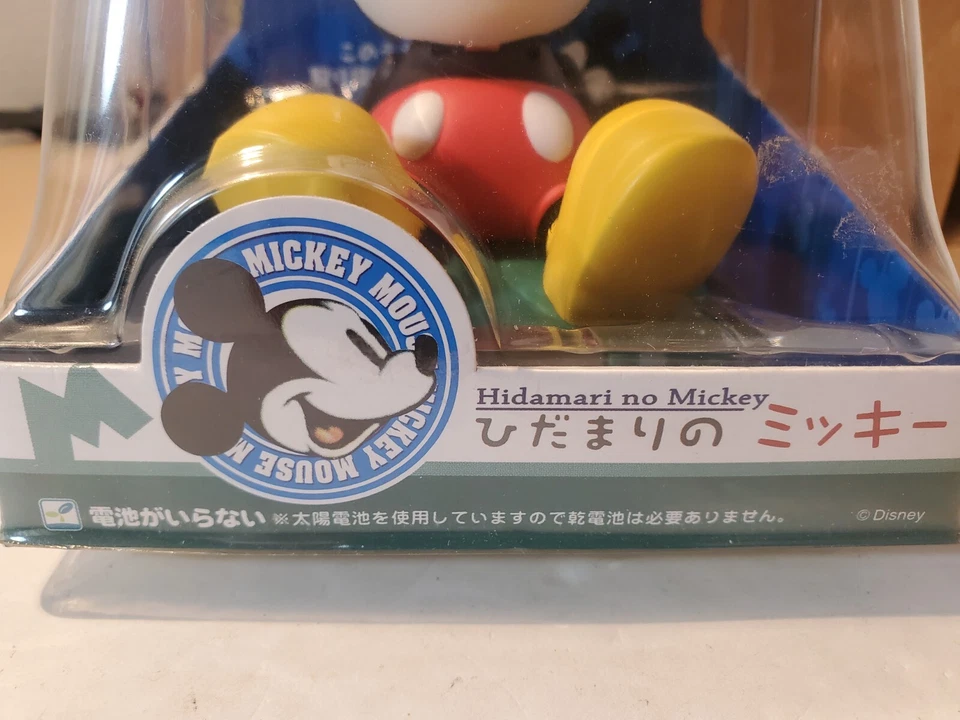 この
MICKEY MOUSE MICKEY MOUSE M
Hidamari no Mickey
ひだまりの ミッキー
電池がいらない ※太陽電池を使用していますので乾電池は必要ありません。
© Disney